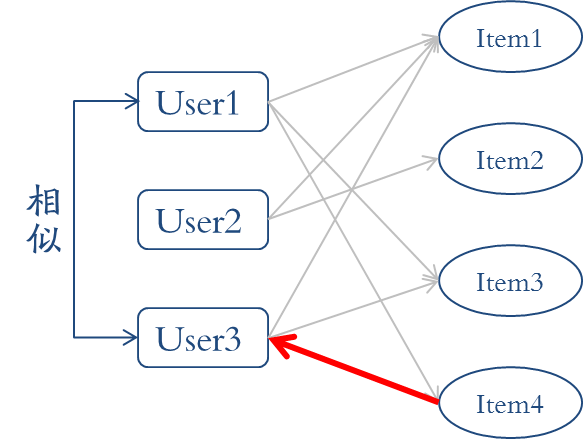 User1
User2
User3
相似
Item1
Item2
Item3
Item4